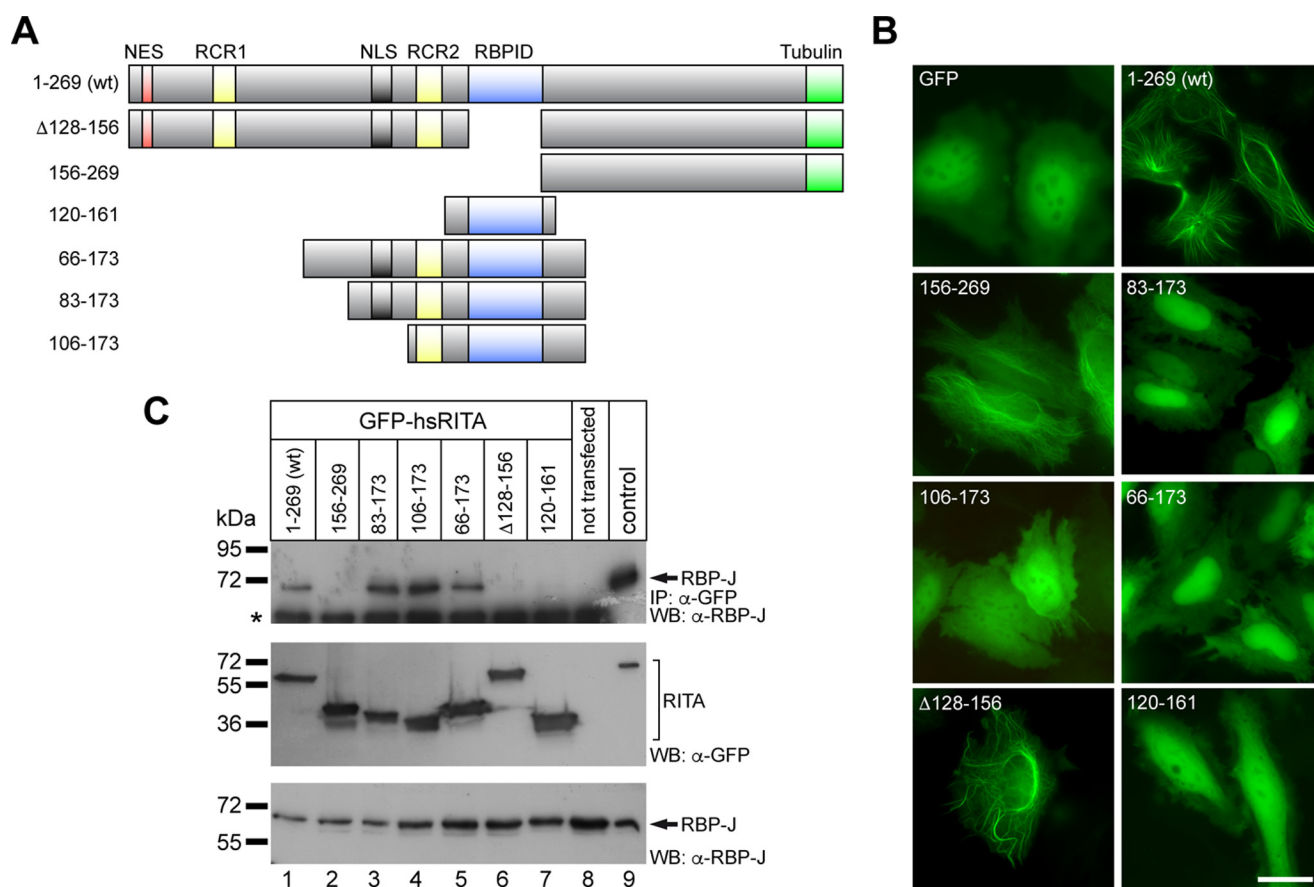 A
NES RCR1 NLS RCR2 RBPID Tubulin
1-269 (wt)
Δ128-156
156-269
120-161
66-173
83-173
106-173
B
GFP
1-269 (wt)
156-269
83-173
106-173
66-173
Δ128-156
120-161
C
GFP-hsRITA
1-269 (wt)
156-269
83-173
106-173
66-173
Δ128-156
120-161
not transfected
control
kDa
95
72
RBP-J
IP: α-GFP
WB: α-RBP-J
*
72
55
36
RITA
WB: α-GFP
72
55
RBP-J
WB: α-RBP-J
1 2 3 4 5 6 7 8 9